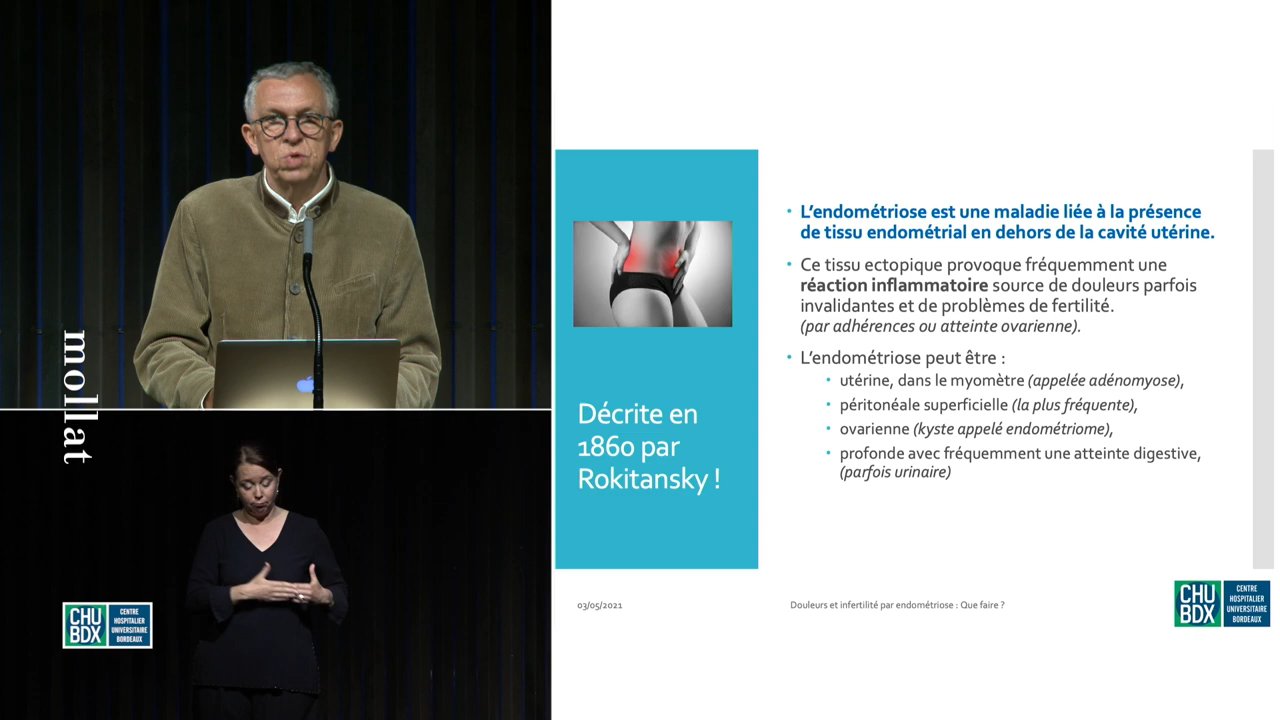 mollat
CHU
BDX
CENTRE
HOSPITALIER
UNIVERSITAIRE
BORDEAUX
Décrite en
1860 par
Rokitansky !
• L'endométriose est une maladie liée à la présence
de tissu endométrial en dehors de la cavité utérine.
• Ce tissu ectopique provoque fréquemment une
réaction inflammatoire source de douleurs parfois
invalidantes et de problèmes de fertilité.
(par adhérences ou atteinte ovarienne).
• L'endométriose peut être :
• utérine, dans le myomètre (appelée adénomyose),
• péritonéale superficielle (la plus fréquente),
• ovarienne (kyste appelé endométriome),
• profonde avec fréquemment une atteinte digestive,
(parfois urinaire)
03/05/2021
Douleurs et infertilité par endométriose : Que faire ?
CHU
BDX
CENTRE
HOSPITALIER
UNIVERSITAIRE
BORDEAUX